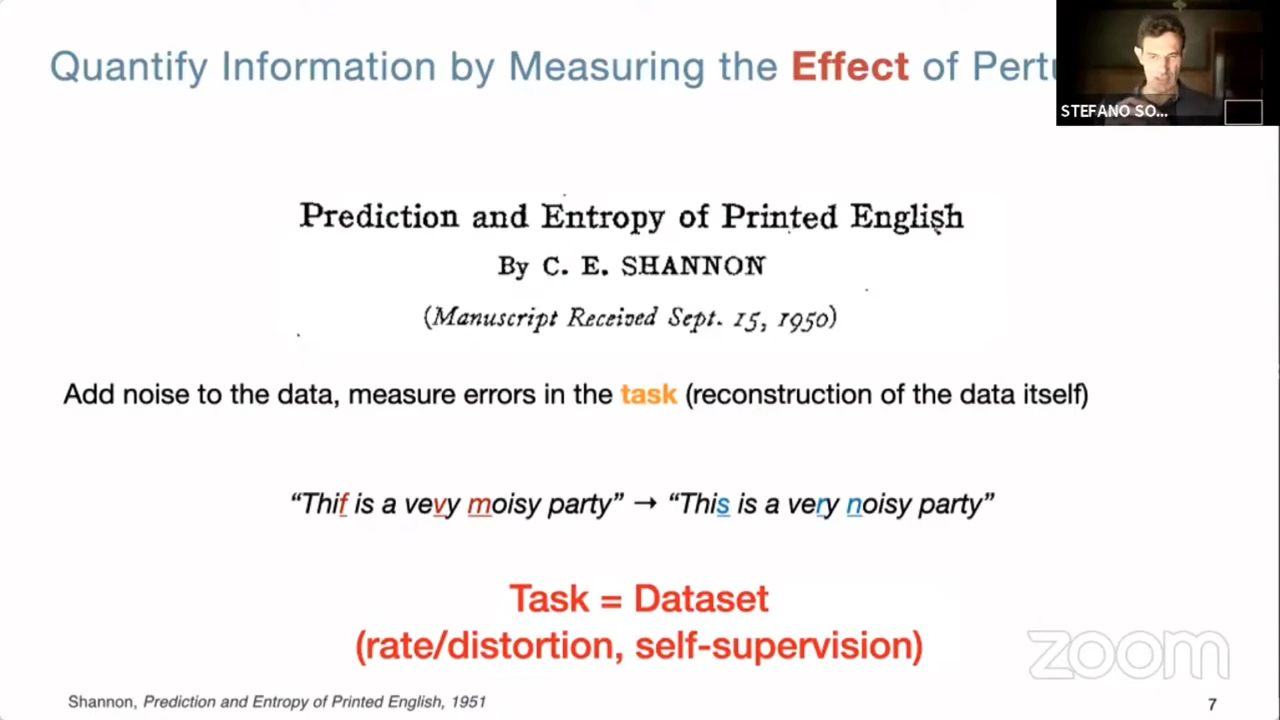 Quantify Information by Measuring the Effect of
STEFANO SO...
Prediction and Entropy of Printed English
By C. E. SHANNON
(Manuscript Received Sept. 15, 1950)
Add noise to the data, measure errors in the task (reconstruction of the data itself)
“Thif is a vevy moisy party” → “This is a very noisy party”
Task = Dataset
(rate/distortion, self-supervision)
zoom
Shannon, Prediction and Entropy of Printed English, 1951
7